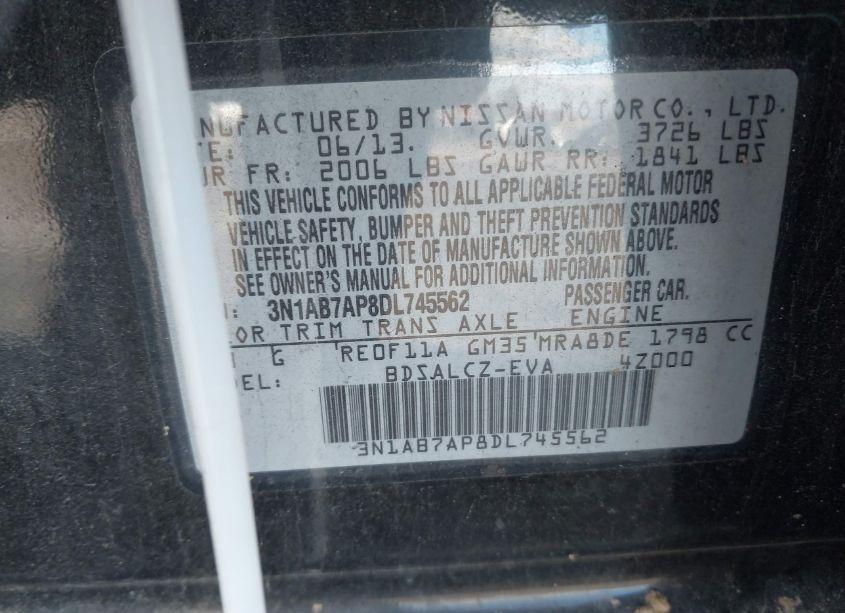 NUFACTURED BY NISSAN MOTOR CO., LTD.
TE: 06/13. GVWR. 3726 LBS
UR FR: 2006 LBS GAWR RR: 1841 LBS
THIS VEHICLE CONFORMS TO ALL APPLICABLE FEDERAL MOTOR
VEHICLE SAFETY, BUMPER AND THEFT PREVENTION STANDARDS
IN EFFECT ON THE DATE OF MANUFACTURE SHOWN ABOVE.
SEE OWNER'S MANUAL FOR ADDITIONAL INFORMATION.
: 3N1AB7AP8DL745562 PASSENGER CAR.
OR TRIM TRANS AXLE ENGINE
G RE0F11A GM35 MRA8DE 1798 CC
DEL: BDSALCZ-EVA 4Z000
3N1AB7AP8DL745562